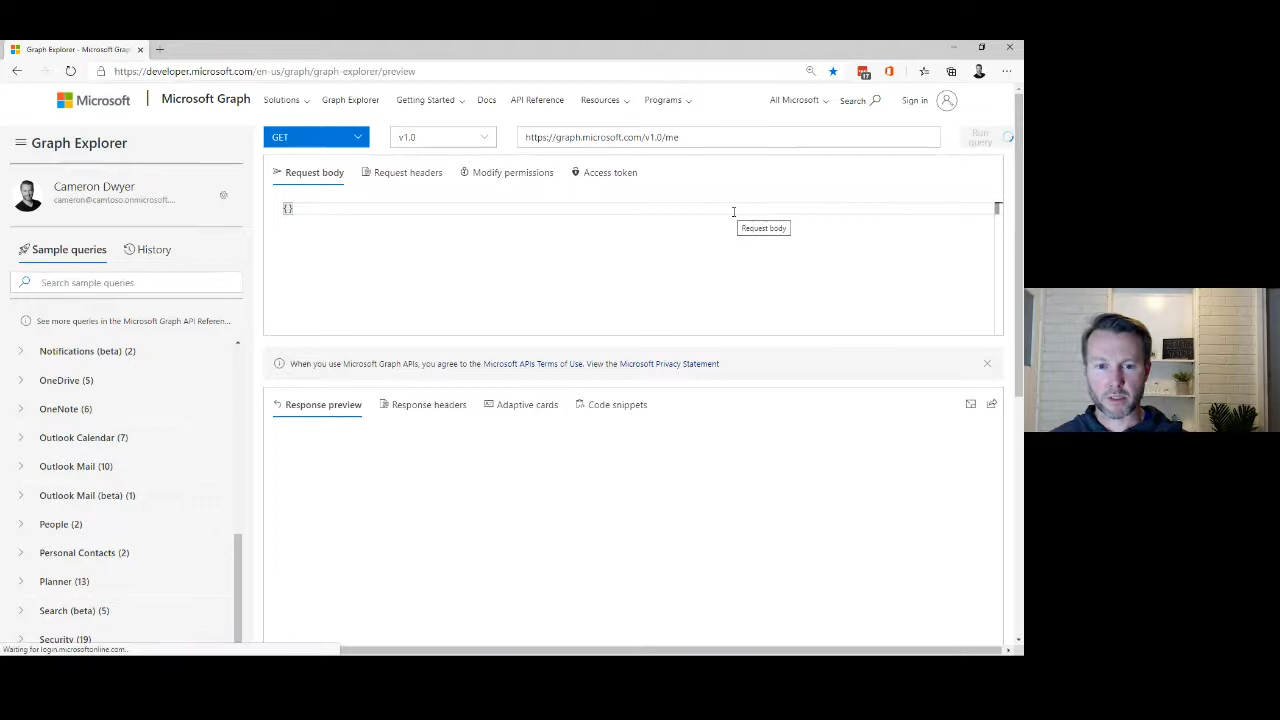 Graph Explorer - Microsoft Grap
https://developer.microsoft.com/en-us/graph/graph-explorer/preview
17
Microsoft
Microsoft Graph
Solutions
Graph Explorer
Getting Started
Docs
API Reference
Resources
Programs
All Microsoft
Search
Sign in
Graph Explorer
GET
v1.0
https://graph.microsoft.com/v1.0/me
Run query
Cameron Dwyer
cameron@camtoso.onmicrosoft....
Request body
Request headers
Modify permissions
Access token
{}
Request body
Sample queries
History
Search sample queries
See more queries in the Microsoft Graph API Referen...
Notifications (beta) (2)
OneDrive (5)
OneNote (6)
Outlook Calendar (7)
Outlook Mail (10)
Outlook Mail (beta) (1)
People (2)
Personal Contacts (2)
Planner (13)
Search (beta) (5)
Security (19)
When you use Microsoft Graph APIs, you agree to the Microsoft APIs Terms of Use. View the Microsoft Privacy Statement
Response preview
Response headers
Adaptive cards
Code snippets
Waiting for login.microsoftonline.com...